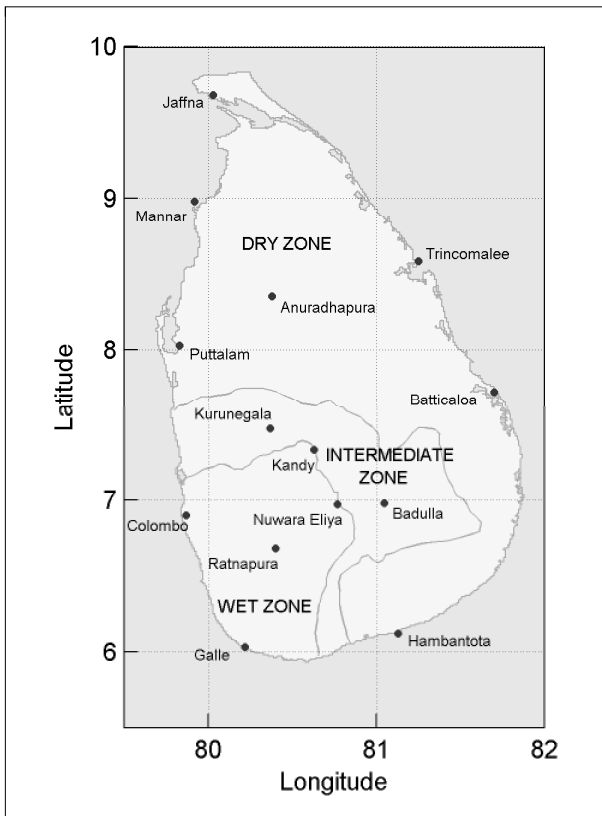 10
Jaffna
9
Mannar
DRY ZONE
Trincomalee
Anuradhapura
8
Puttalam
Latitude
Batticaloa
Kurunegala
INTERMEDIATE
ZONE
Kandy
7
Colombo
Nuwara Eliya
Badulla
Ratnapura
WET ZONE
6
Galle
Hambantota
80
81
82
Longitude